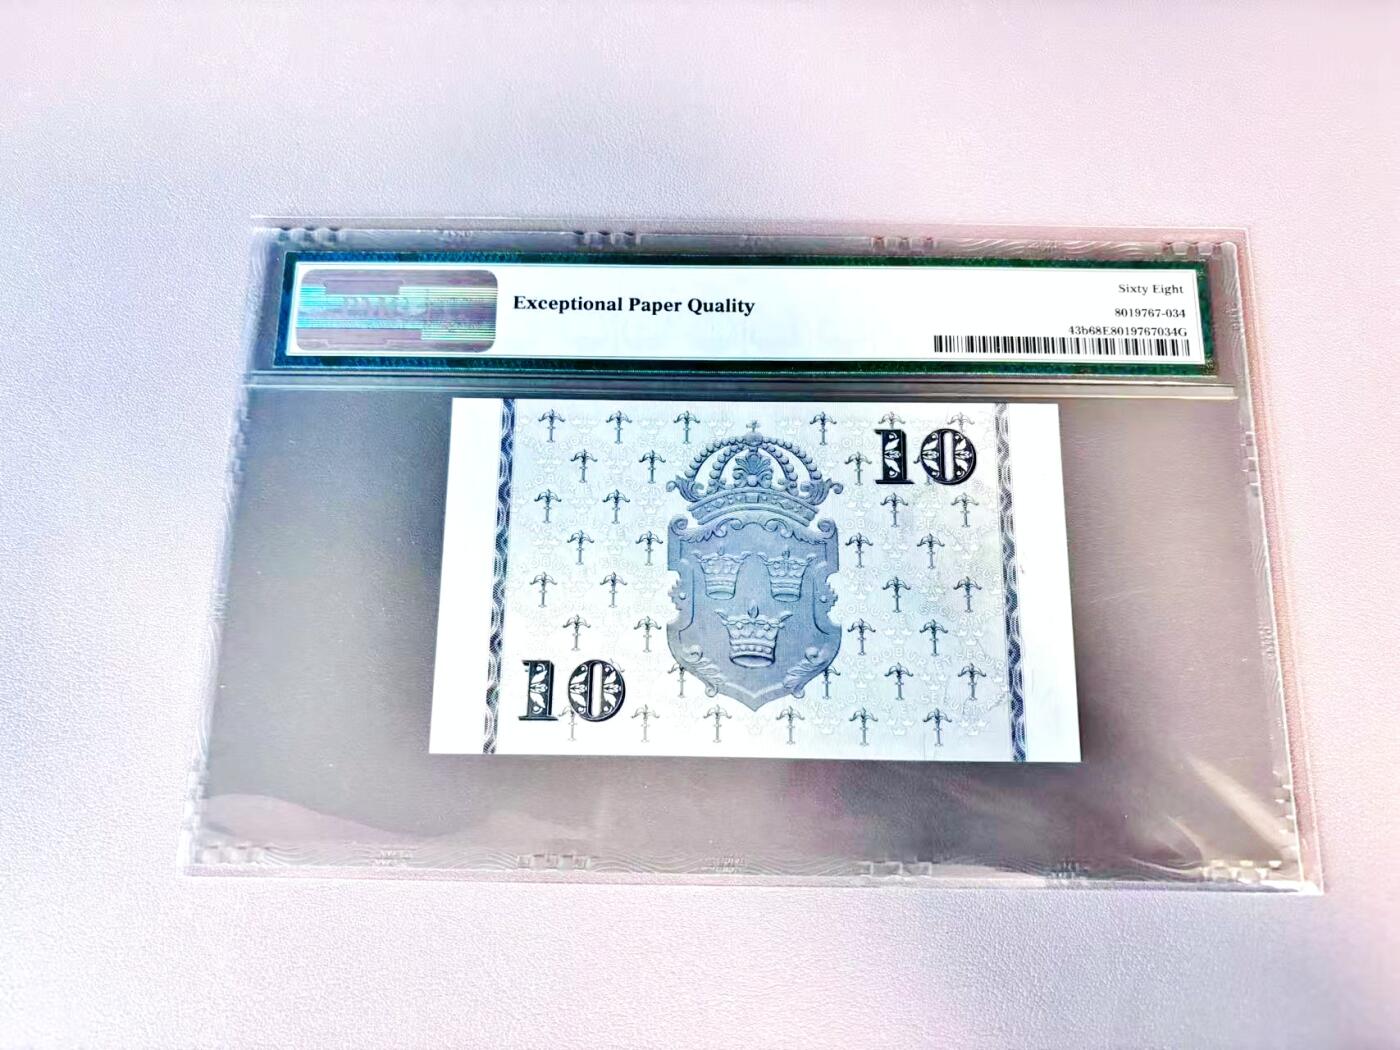 Exceptional Paper Quality
Sixty Eight
8019767-034
43b68E8019767034G
10
10